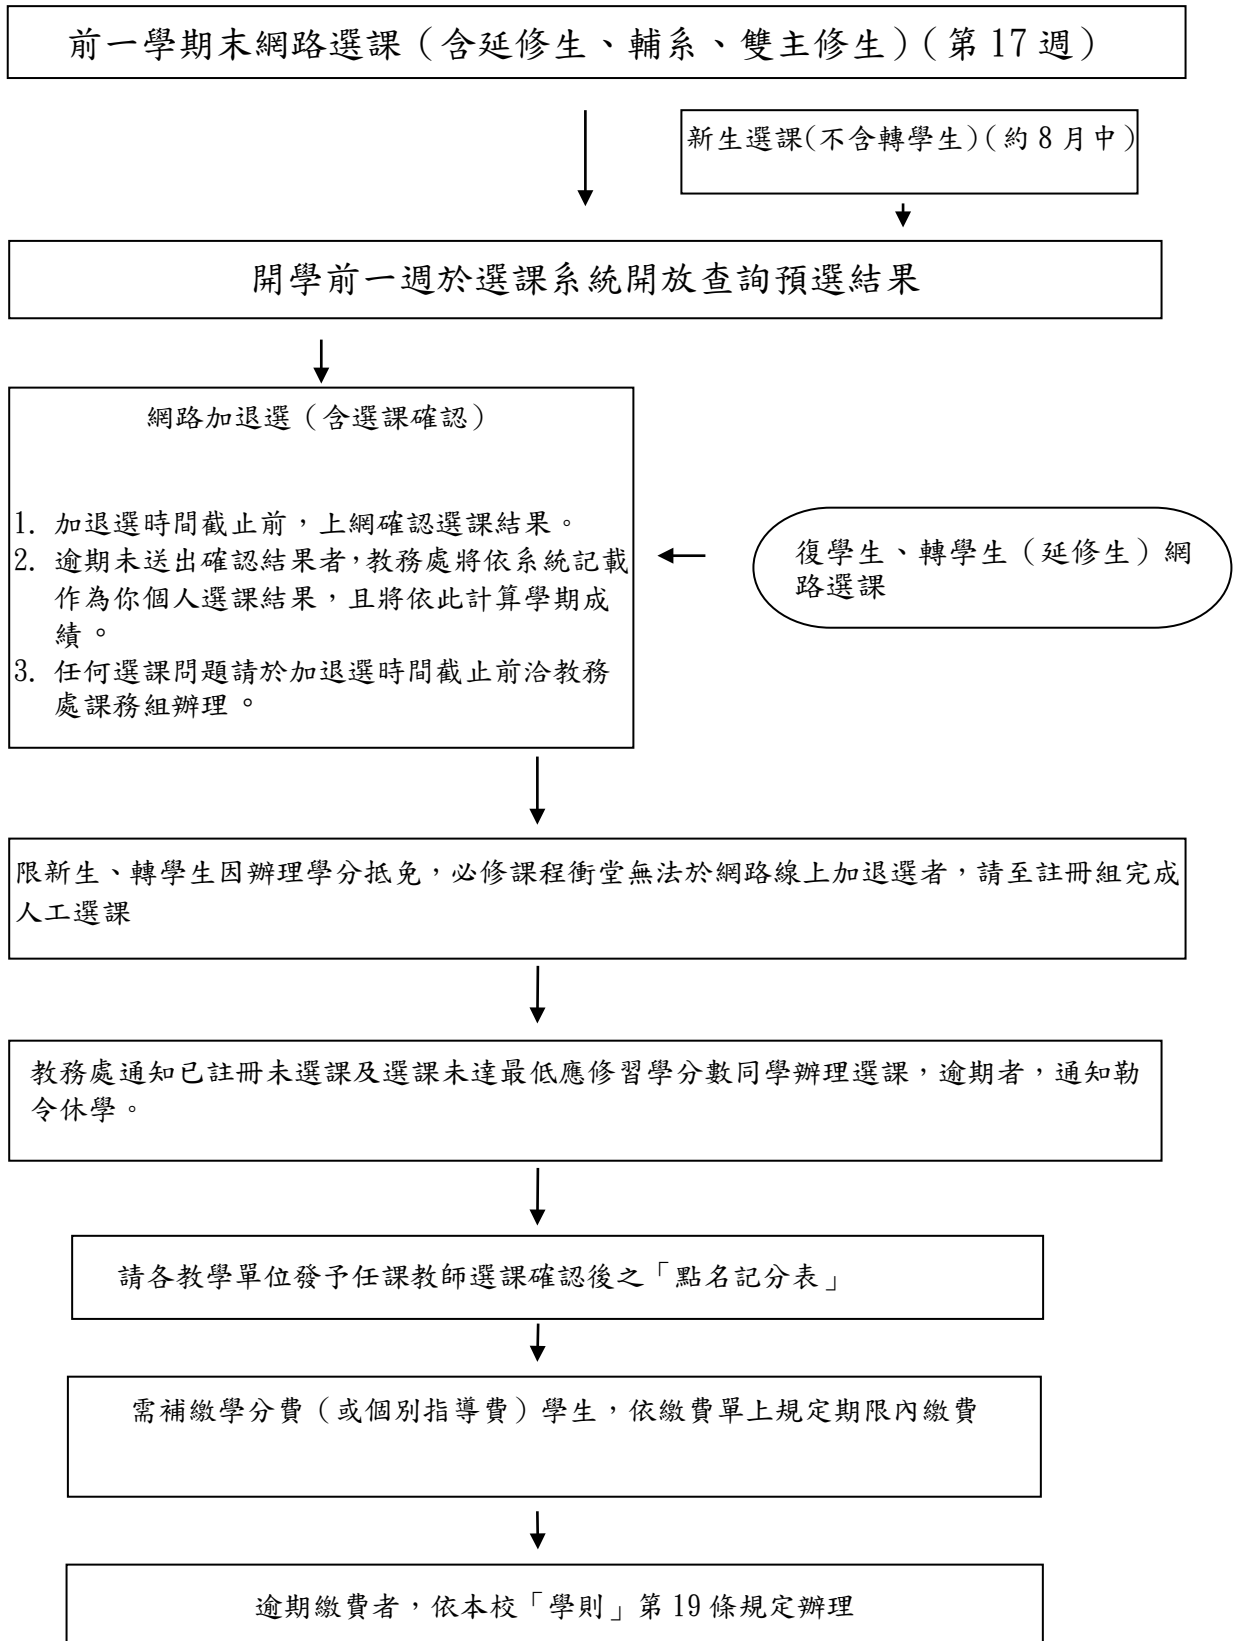 前一學期末網路選課（含延修生、輔系、雙主修生）（第 17 週）
新生選課(不含轉學生)（約 8 月中）
開學前一週於選課系統開放查詢預選結果
網路加退選（含選課確認）
1. 加退選時間截止前，上網確認選課結果。
2. 逾期未送出確認結果者，教務處將依系統記載
作為你個人選課結果，且將依此計算學期成
績。
3. 任何選課問題請於加退選時間截止前洽教務
處課務組辦理。
復學生、轉學生（延修生）網
路選課
限新生、轉學生因辦理學分抵免，必修課程衝堂無法於網路線上加退選者，請至註冊組完成
人工選課
教務處通知已註冊未選課及選課未達最低應修習學分數同學辦理選課，逾期者，通知勒
令休學。
請各教學單位發予任課教師選課確認後之「點名記分表」
需補繳學分費（或個別指導費）學生，依繳費單上規定期限內繳費
逾期繳費者，依本校「學則」第 19 條規定辦理